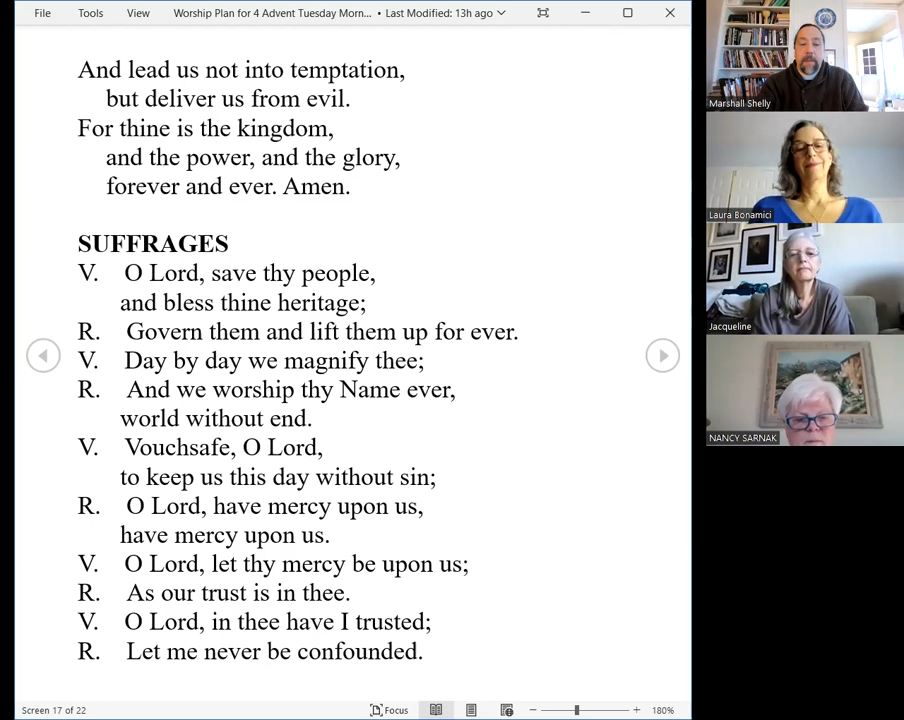 File Tools View Worship Plan for 4 Advent Tuesday Morn... • Last Modified: 13h ago
And lead us not into temptation,
but deliver us from evil.
For thine is the kingdom,
and the power, and the glory,
forever and ever. Amen.
SUFFRAGES
V. O Lord, save thy people,
and bless thine heritage;
R. Govern them and lift them up for ever.
V. Day by day we magnify thee;
R. And we worship thy Name ever,
world without end.
V. Vouchsafe, O Lord,
to keep us this day without sin;
R. O Lord, have mercy upon us,
have mercy upon us.
V. O Lord, let thy mercy be upon us;
R. As our trust is in thee.
V. O Lord, in thee have I trusted;
R. Let me never be confounded.
Screen 17 of 22 Focus 180%
Marshall Shelly
Laura Bonamici
Jacqueline
NANCY SARNAK